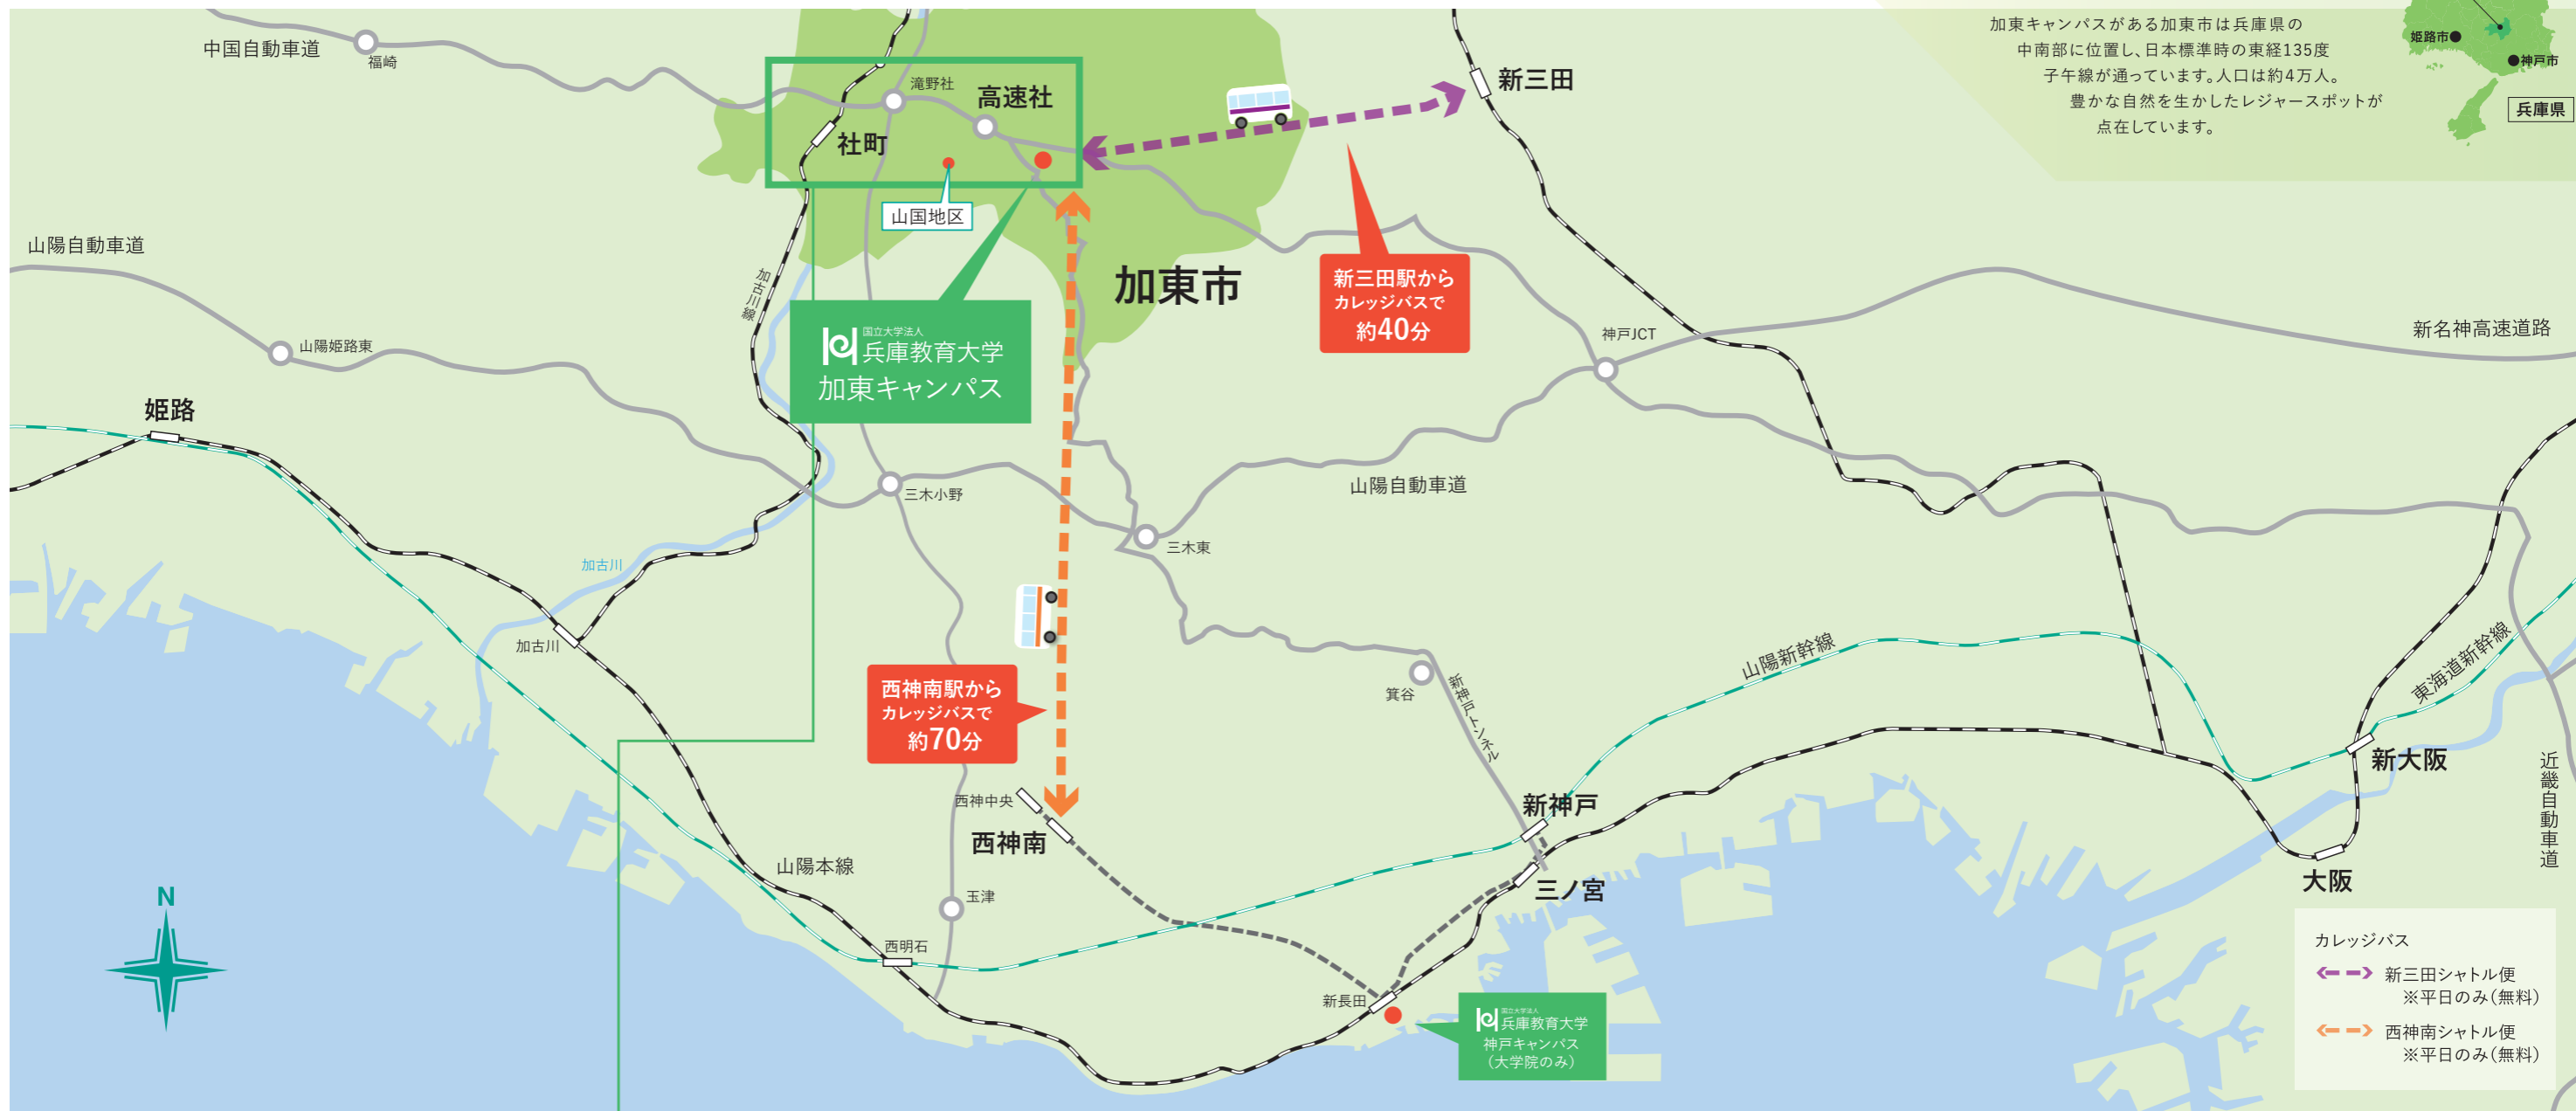 加東キャンパスがある加東市は兵庫県の
中南部に位置し、日本標準時の東経135度
子午線が通っています。人口は約4万人。
豊かな自然を生かしたレジャースポットが
点在しています。
姫路市
神戸市
兵庫県
中国自動車道
福崎
滝野社
高速社
社町
山国地区
新三田
山陽自動車道
加古川線
加東市
新三田駅から
カレッジバスで
約40分
国立大学法人
兵庫教育大学
加東キャンパス
山陽姫路東
神戸JCT
新名神高速道路
姫路
三木小野
山陽自動車道
三木東
加古川
加古川
西神南駅から
カレッジバスで
約70分
箕谷
新神戸トンネル
山陽新幹線
東海道新幹線
新大阪
近畿自動車道
西神中央
西神南
新神戸
三ノ宮
大阪
山陽本線
玉津
西明石
新長田
N
国立大学法人
兵庫教育大学
神戸キャンパス
(大学院のみ)
カレッジバス
新三田シャトル便
※平日のみ(無料)
西神南シャトル便
※平日のみ(無料)